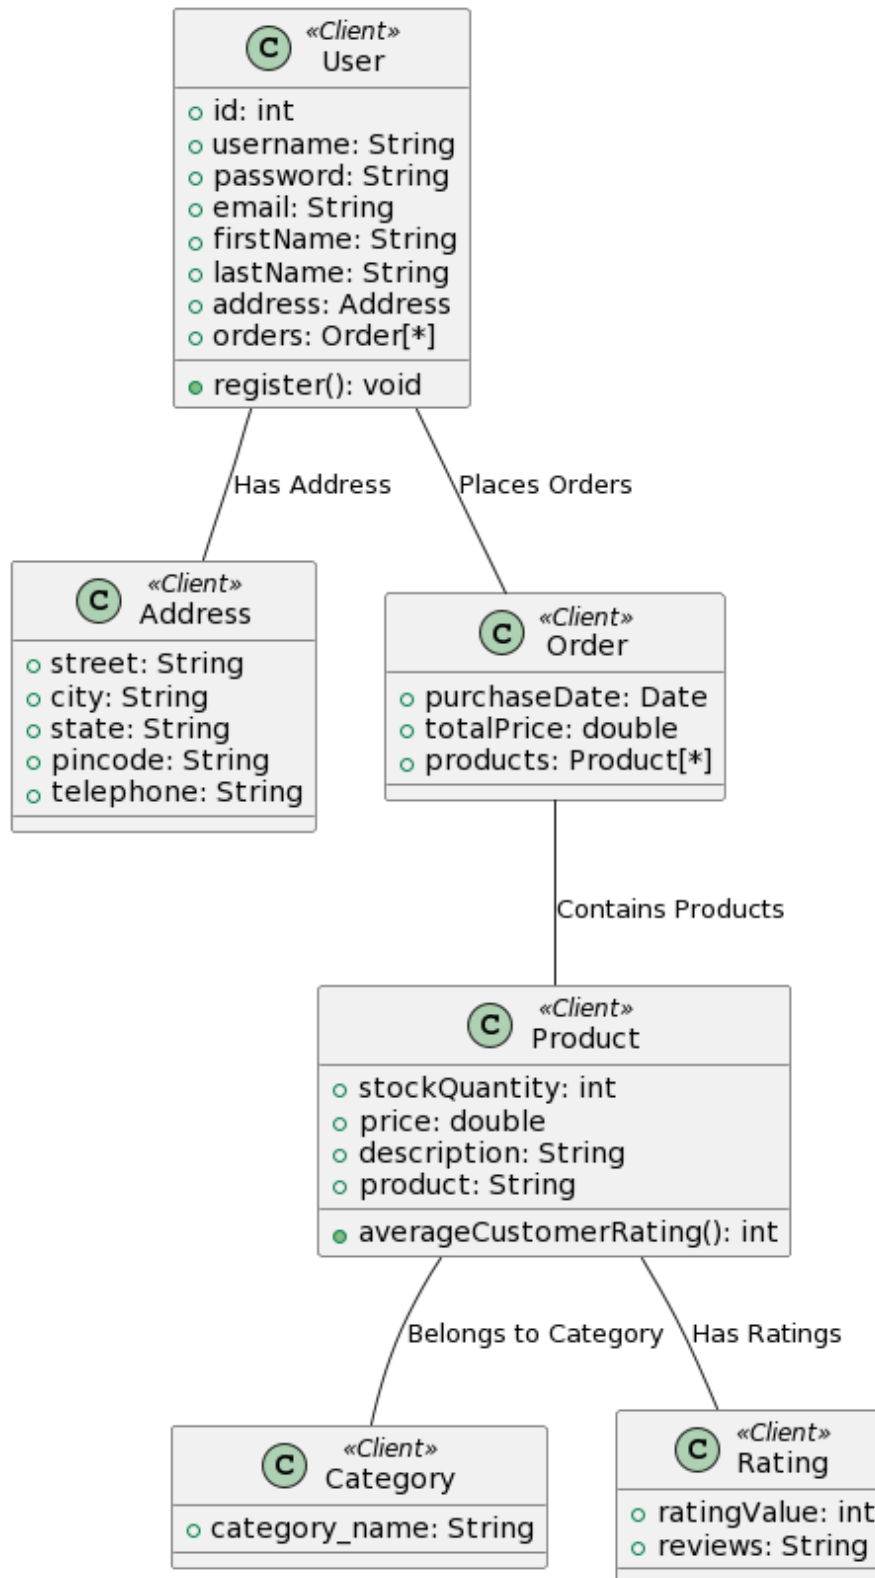 C
«Client»
User
id: int
username: String
password: String
email: String
firstName: String
lastName: String
address: Address
orders: Order[*]
register(): void
Has Address
Places Orders
C
«Client»
Address
street: String
city: String
state: String
pincode: String
telephone: String
C
«Client»
Order
purchaseDate: Date
totalPrice: double
products: Product[*]
Contains Products
C
«Client»
Product
stockQuantity: int
price: double
description: String
product: String
averageCustomerRating(): int
Belongs to Category
Has Ratings
C
«Client»
Category
category_name: String
C
«Client»
Rating
ratingValue: int
reviews: String